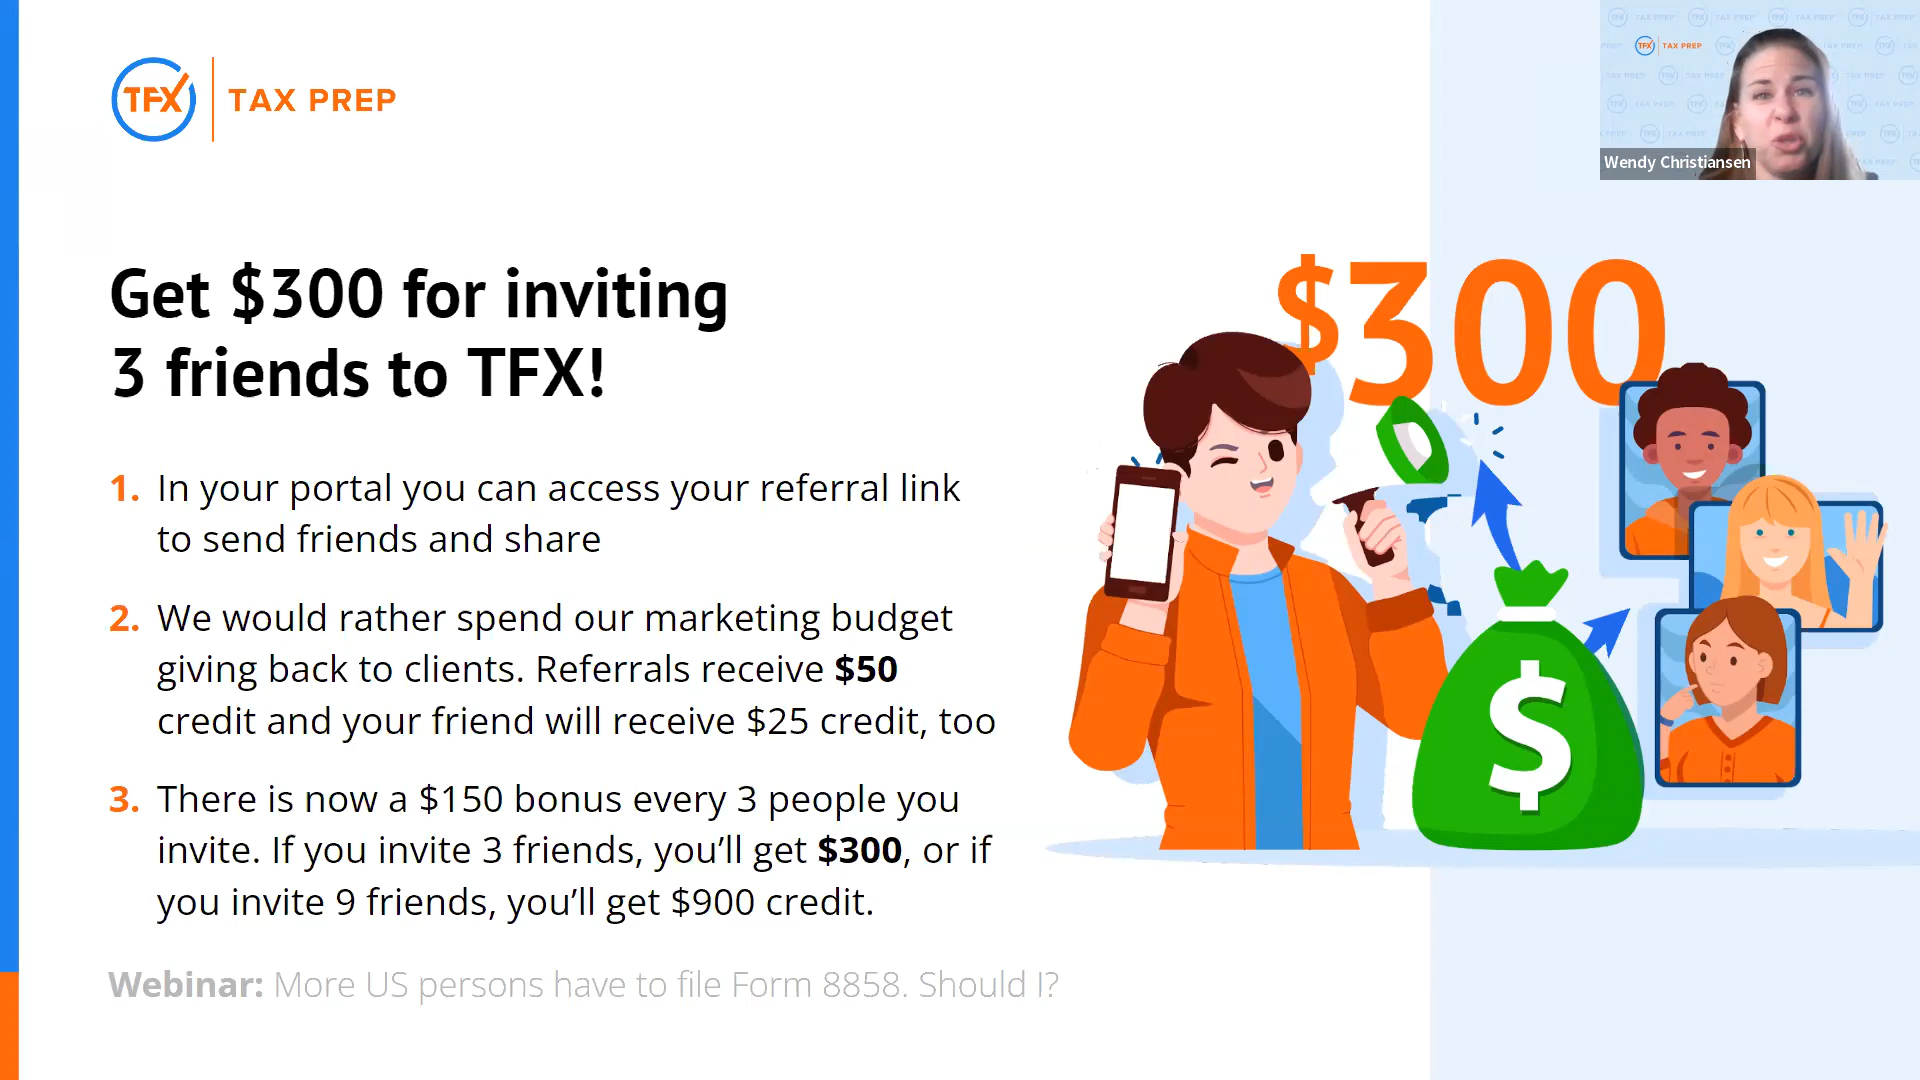 TFX TAX PREP
TFX TAX PREP
Wendy Christiansen
Get $300 for inviting
3 friends to TFX!
1. In your portal you can access your referral link
to send friends and share
2. We would rather spend our marketing budget
giving back to clients. Referrals receive $50
credit and your friend will receive $25 credit, too
3. There is now a $150 bonus every 3 people you
invite. If you invite 3 friends, you’ll get $300, or if
you invite 9 friends, you’ll get $900 credit.
$300
$
Webinar: More US persons have to file Form 8858. Should I?